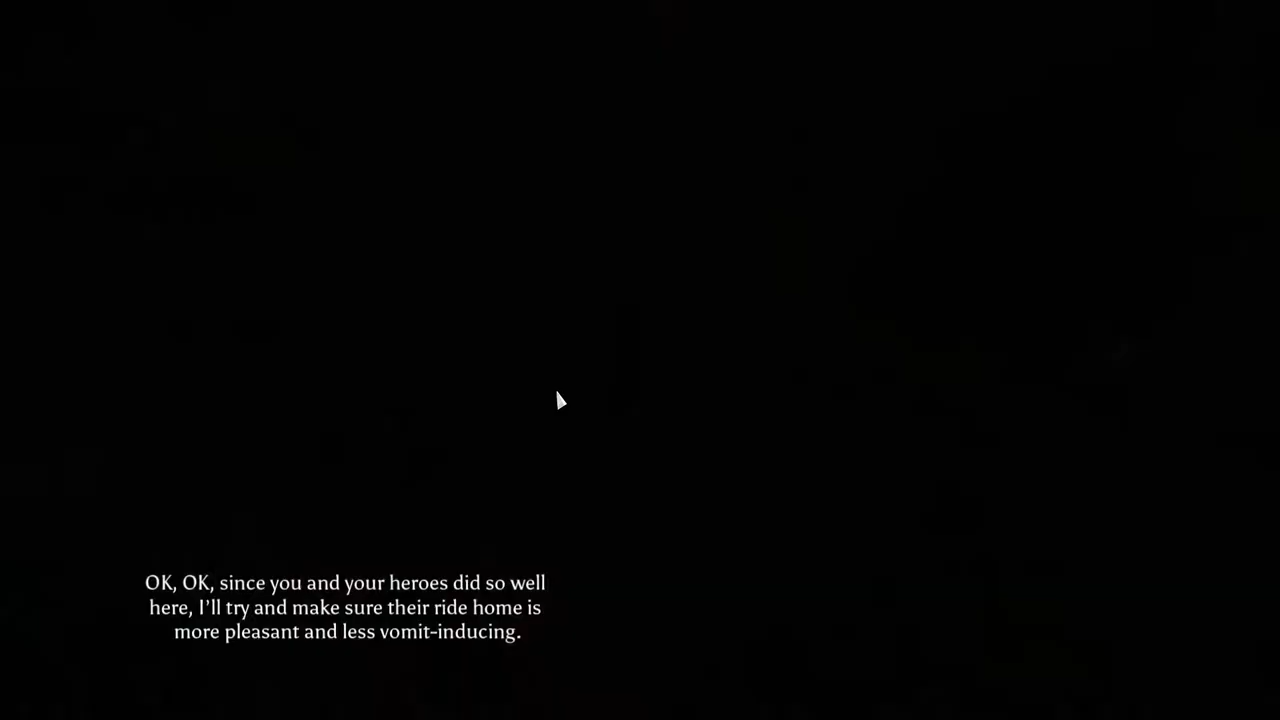 OK, OK, since you and your heroes did so well
here, I’ll try and make sure their ride home is
more pleasant and less vomit-inducing.